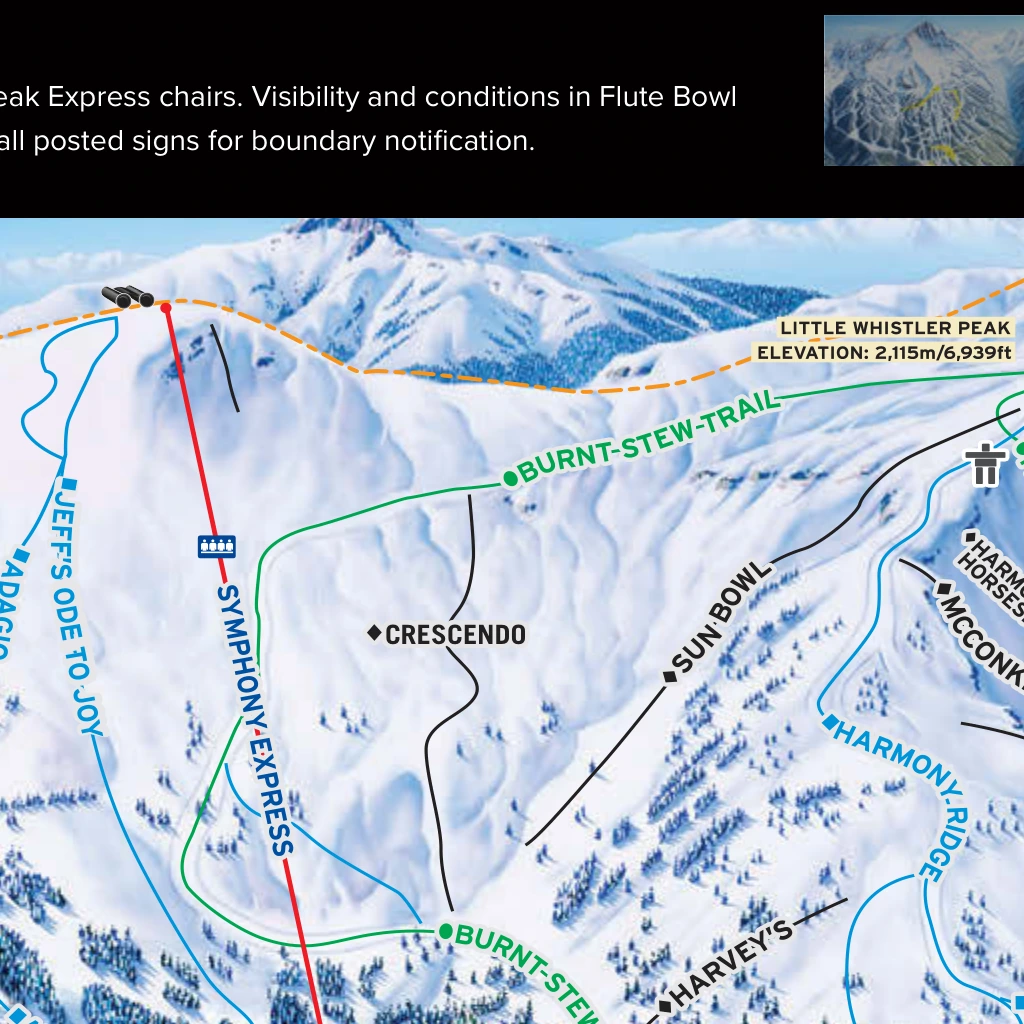 eak Express chairs. Visibility and conditions in Flute Bowl
all posted signs for boundary notification.
LITTLE WHISTLER PEAK
ELEVATION: 2,115m/6,939ft
BURNT-STEW-TRAIL
JEFF'S ODE TO JOY
ADAGIO
SYMPHONY EXPRESS
CRESCENDO
SUN BOWL
HARMO
HORSES
MCCONK
HARMONY-RIDGE
BURNT-STEW
HARVEY'S